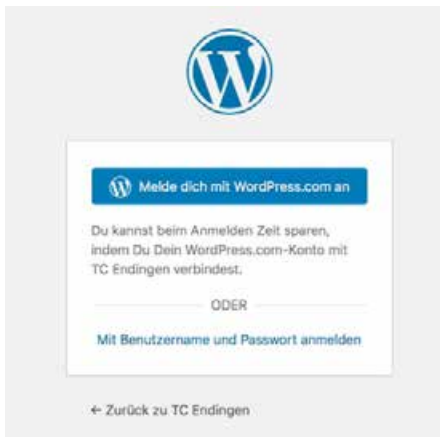 Melde dich mit WordPress.com an
Du kannst beim Anmelden Zeit sparen,
indem Du Dein WordPress.com-Konto mit
TC Endingen verbindest.
ODER
Mit Benutzername und Passwort anmelden
← Zurück zu TC Endingen